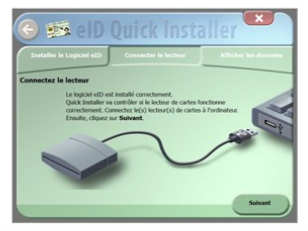 eID Quick Installer
Installer le Logiciel eID
Connecter le lecteur
Afficher les données
Connectez le lecteur
Le logiciel eID est installé correctement.
Quick Installer va contrôler si le lecteur de cartes fonctionne
correctement. Connectez le(s) lecteur(s) de cartes à l'ordinateur.
Ensuite, cliquez sur Suivant.
Suivant